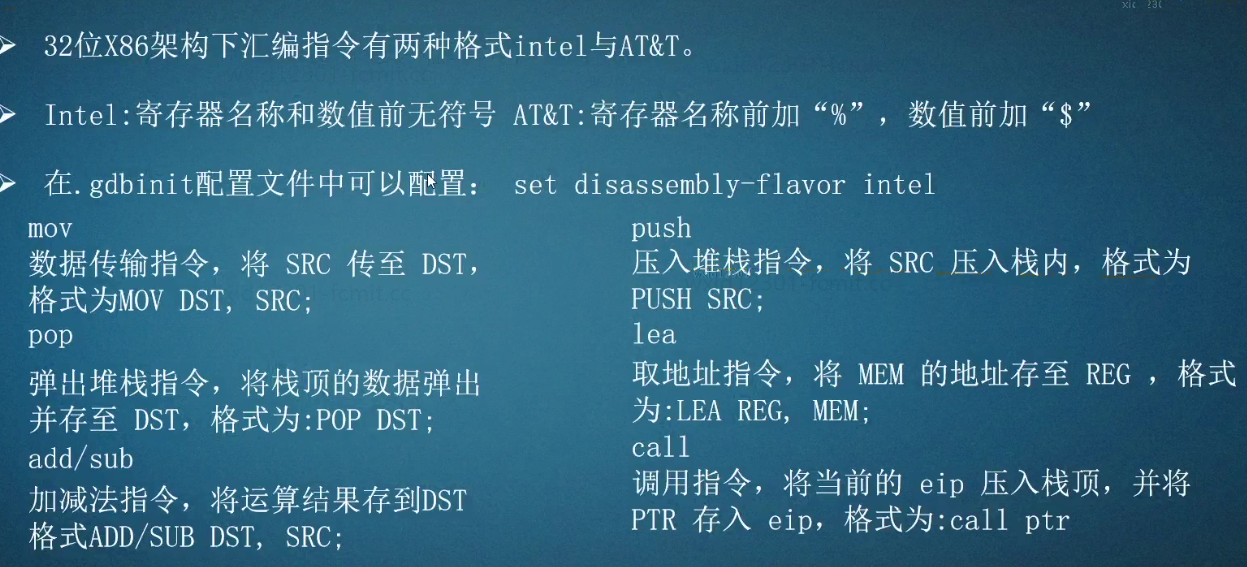 32位X86架构下汇编指令有两种格式intel与AT&T。
Intel:寄存器名称和数值前无符号 AT&T:寄存器名称前加“%”，数值前加“$”
在.gdbinit配置文件中可以配置： set disassembly-flavor intel
mov
数据传输指令，将 SRC 传至 DST，
格式为MOV DST, SRC;
pop
弹出堆栈指令，将栈顶的数据弹出
并存至 DST，格式为:POP DST;
add/sub
加减法指令，将运算结果存到DST
格式ADD/SUB DST, SRC;
push
压入堆栈指令，将 SRC 压入栈内，格式为
PUSH SRC;
lea
取地址指令，将 MEM 的地址存至 REG ，格式
为:LEA REG, MEM;
call
调用指令，将当前的 eip 压入栈顶，并将
PTR 存入 eip，格式为:call ptr